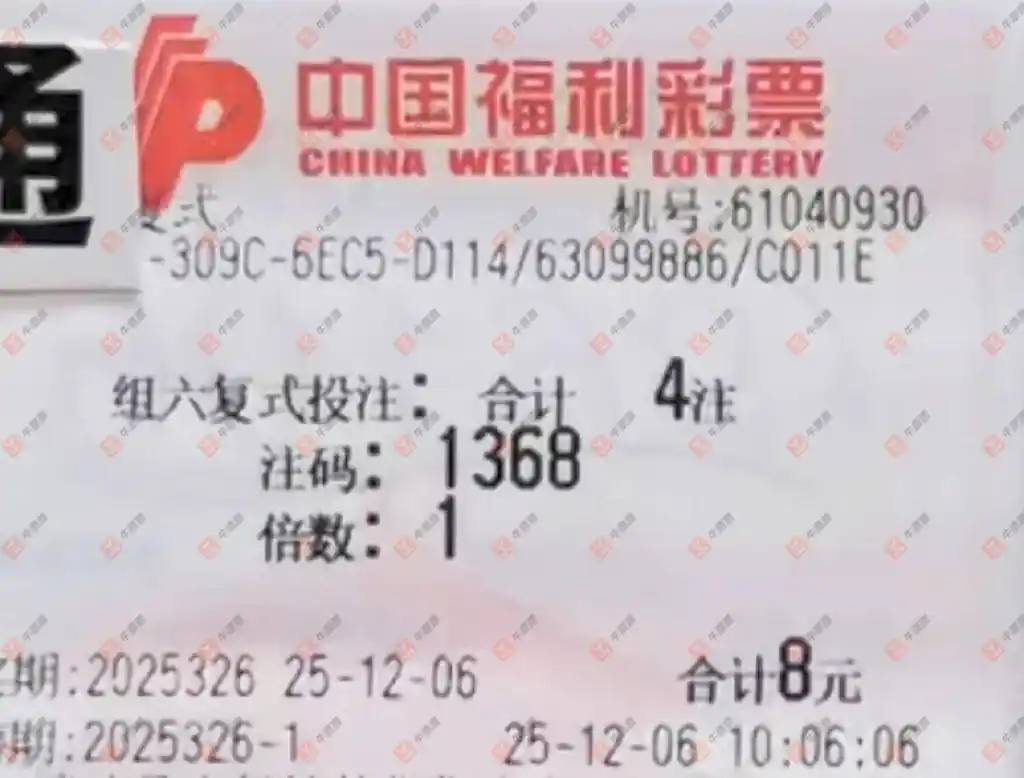 通
中国福利彩票
CHINA WELFARE LOTTERY
复式 机号:61040930
-309C-6EC5-D114/63099886/C011E
组六复式投注: 合计 4注
注码: 1368
倍数: 1
期:2025326 25-12-06 合计8元
期:2025326-1 25-12-06 10:06:06